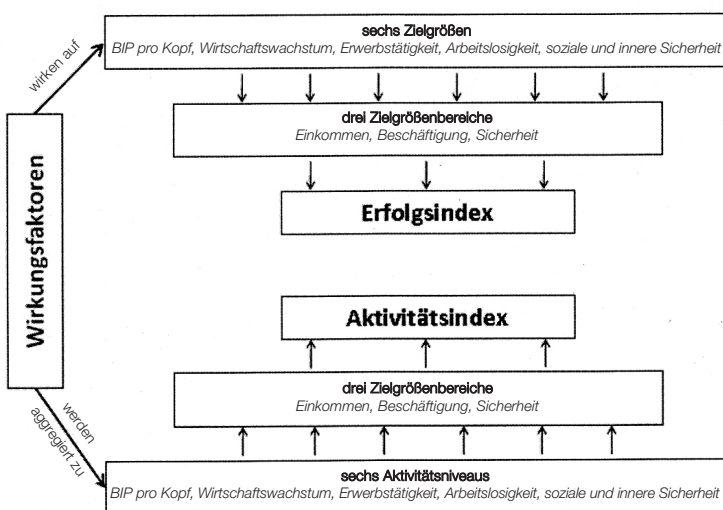 sechs Zielgrößen
BIP pro Kopf, Wirtschaftswachstum, Erwerbstätigkeit, Arbeitslosigkeit, soziale und innere Sicherheit
wirken auf
drei Zielgrößenbereiche
Einkommen, Beschäftigung, Sicherheit
Erfolgsindex
Wirkungsfaktoren
Aktivitätsindex
drei Zielgrößenbereiche
Einkommen, Beschäftigung, Sicherheit
werden
aggregiert zu
sechs Aktivitätsniveaus
BIP pro Kopf, Wirtschaftswachstum, Erwerbstätigkeit, Arbeitslosigkeit, soziale und innere Sicherheit